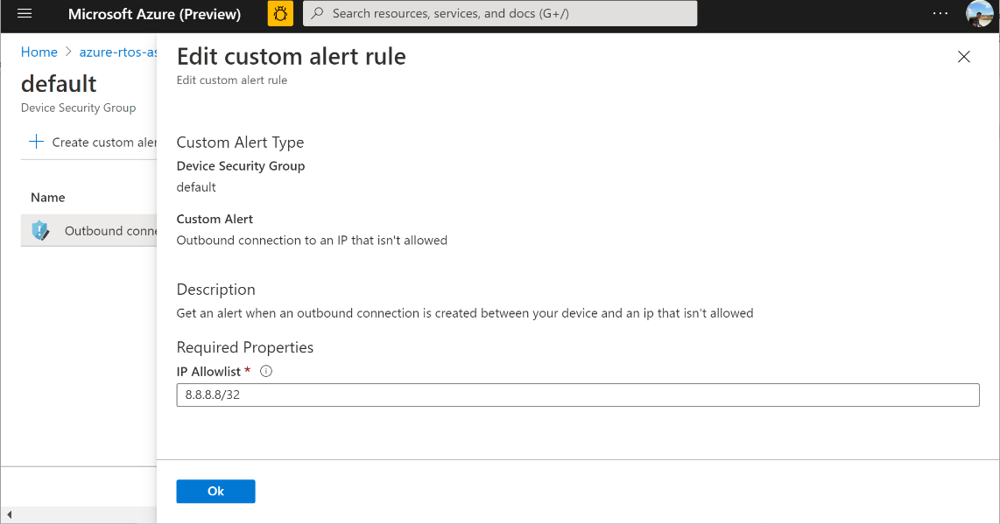 Microsoft Azure (Preview)
Search resources, services, and docs (G+/)
Home > azure-rtos-as
default
Device Security Group
Create custom aler
Name
Outbound conne
Edit custom alert rule
Edit custom alert rule
Custom Alert Type
Device Security Group
default
Custom Alert
Outbound connection to an IP that isn't allowed
Description
Get an alert when an outbound connection is created between your device and an ip that isn't allowed
Required Properties
IP Allowlist *
8.8.8.8/32
Ok